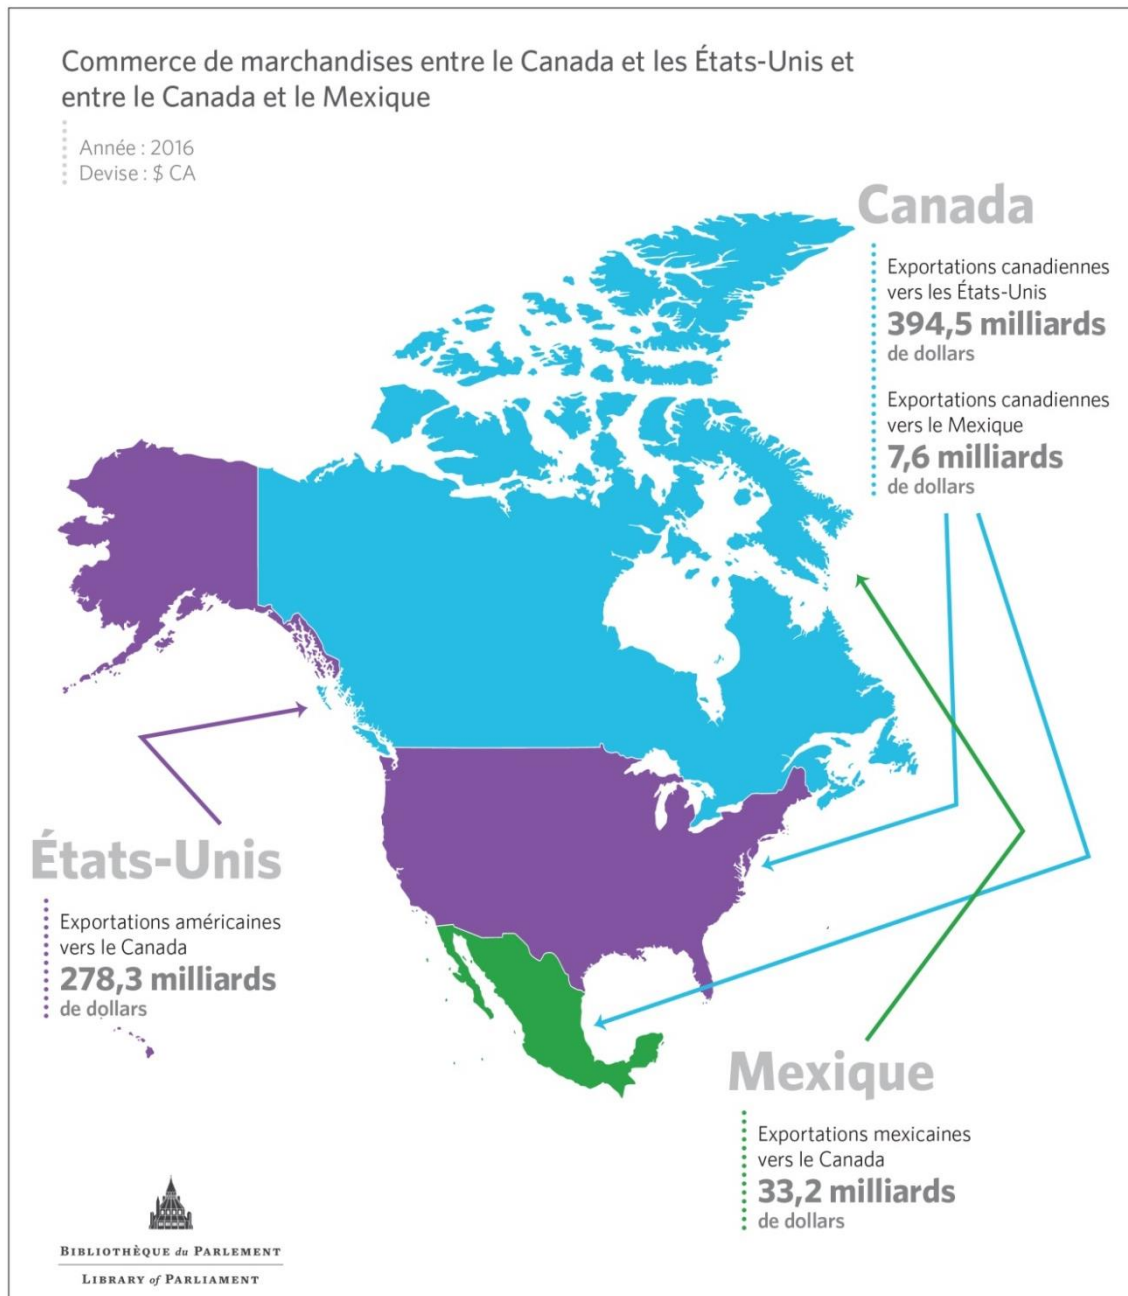 Commerce de marchandises entre le Canada et les États-Unis et
entre le Canada et le Mexique
Année : 2016
Devise : $ CA
Canada
Exportations canadiennes
vers les États-Unis
394,5 milliards
de dollars
Exportations canadiennes
vers le Mexique
7,6 milliards
de dollars
États-Unis
Exportations américaines
vers le Canada
278,3 milliards
de dollars
Mexique
Exportations mexicaines
vers le Canada
33,2 milliards
de dollars
BIBLIOTHÈQUE du PARLEMENT
LIBRARY of PARLIAMENT